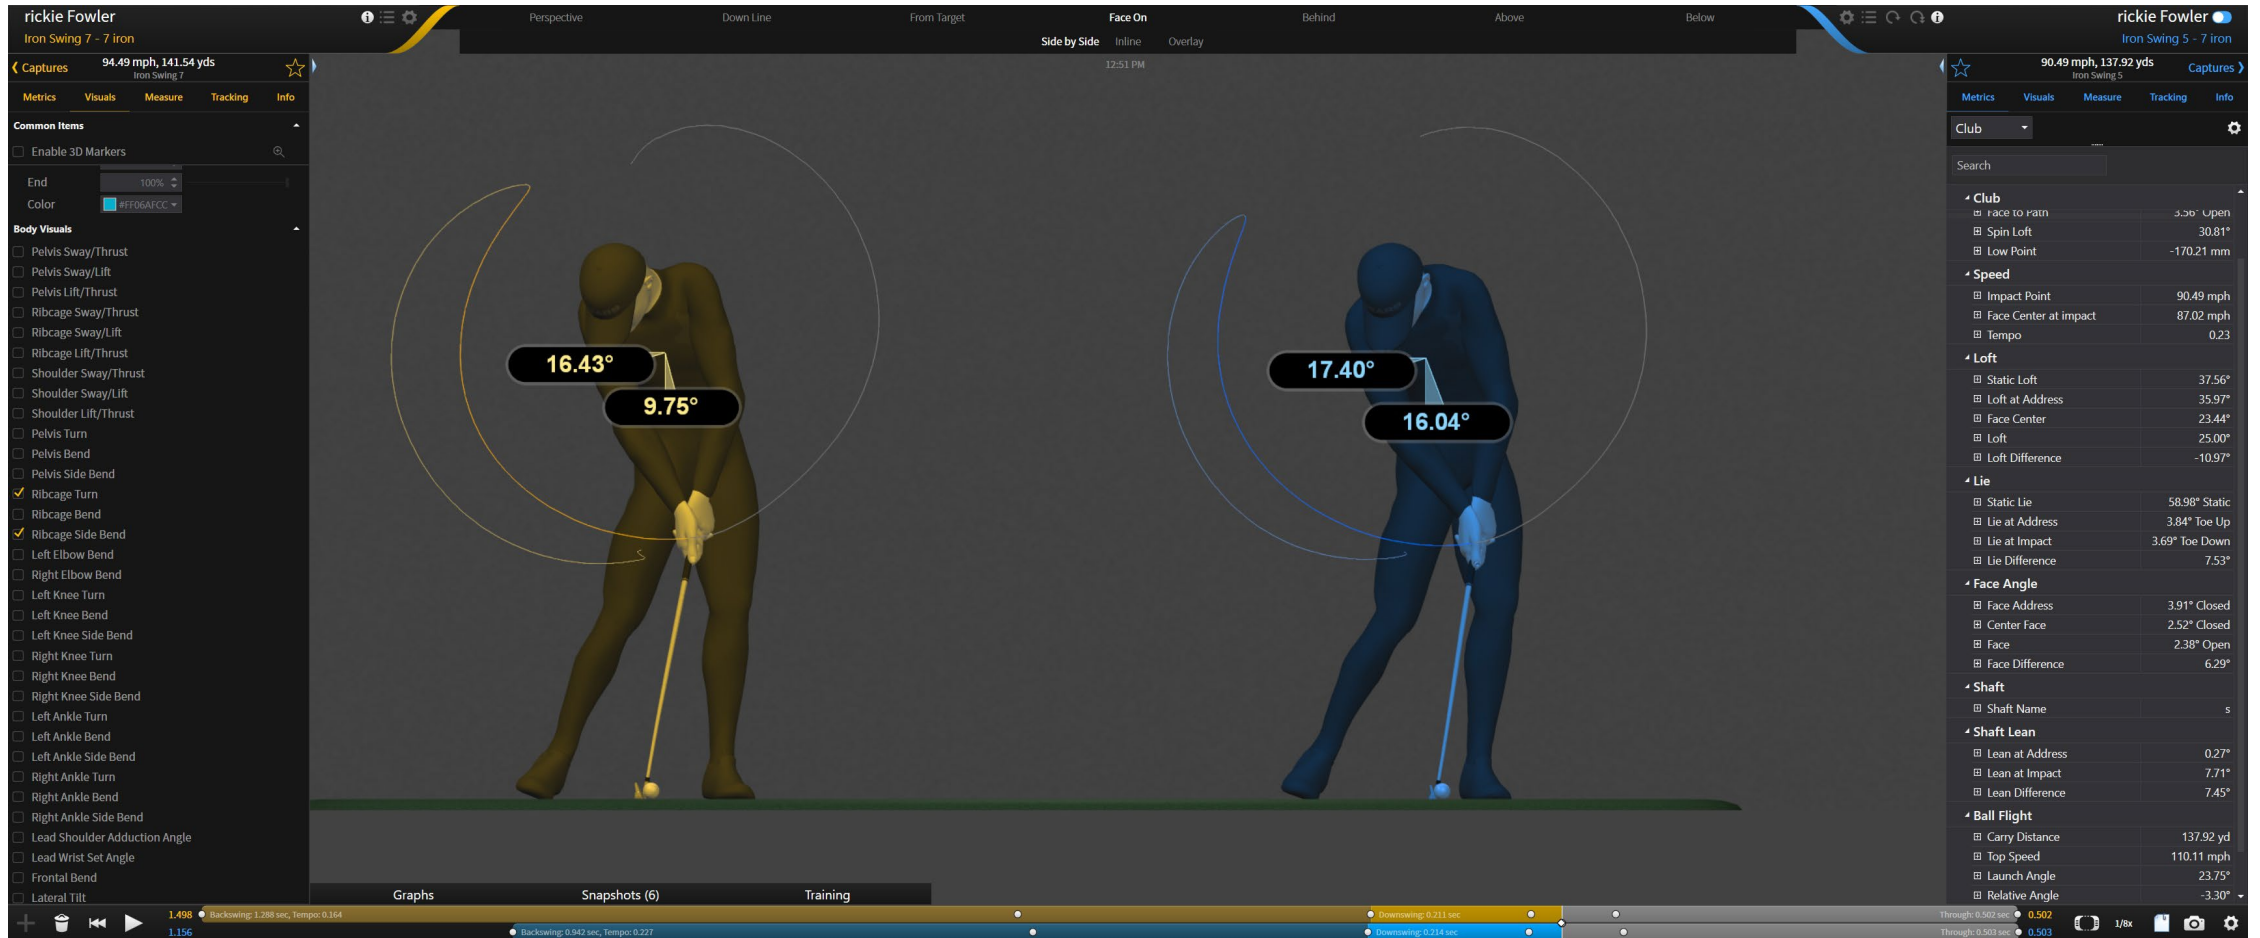 rickie Fowler
Iron Swing 7 - 7 iron
Perspective
Down Line
From Target
Face On
Behind
Above
Below
Side by Side
Inline
Overlay
rickie Fowler
Iron Swing 5 - 7 iron
12:51 PM
Captures
94.49 mph, 141.54 yds
Iron Swing 7
Metrics
Visuals
Measure
Tracking
Info
Common Items
Enable 3D Markers
End
100%
Color
#FF06AFCC
Body Visuals
Pelvis Sway/Thrust
Pelvis Sway/Lift
Pelvis Lift/Thrust
Ribcage Sway/Thrust
Ribcage Sway/Lift
Ribcage Lift/Thrust
Shoulder Sway/Thrust
Shoulder Sway/Lift
Shoulder Lift/Thrust
Pelvis Turn
Pelvis Bend
Pelvis Side Bend
Ribcage Turn
Ribcage Bend
Ribcage Side Bend
Left Elbow Bend
Right Elbow Bend
Left Knee Turn
Left Knee Bend
Left Knee Side Bend
Right Knee Turn
Right Knee Bend
Right Knee Side Bend
Left Ankle Turn
Left Ankle Bend
Left Ankle Side Bend
Right Ankle Turn
Right Ankle Bend
Right Ankle Side Bend
Lead Shoulder Adduction Angle
Lead Wrist Set Angle
Frontal Bend
Lateral Tilt
16.43°
9.75°
17.40°
16.04°
90.49 mph, 137.92 yds
Iron Swing 5
Captures
Metrics
Visuals
Measure
Tracking
Info
Club
Search
Club
Face to Path 3.56° Open
Spin Loft 30.81°
Low Point -170.21 mm
Speed
Impact Point 90.49 mph
Face Center at impact 87.02 mph
Tempo 0.23
Loft
Static Loft 37.56°
Loft at Address 35.97°
Face Center 23.44°
Loft 25.00°
Loft Difference -10.97°
Lie
Static Lie 58.98° Static
Lie at Address 3.84° Toe Up
Lie at Impact 3.69° Toe Down
Lie Difference 7.53°
Face Angle
Face Address 3.91° Closed
Center Face 2.52° Closed
Face 2.38° Open
Face Difference 6.29°
Shaft
Shaft Name s
Shaft Lean
Lean at Address 0.27°
Lean at Impact 7.71°
Lean Difference 7.45°
Ball Flight
Carry Distance 137.92 yd
Top Speed 110.11 mph
Launch Angle 23.75°
Relative Angle -3.30°
Graphs
Snapshots (6)
Training
1.498
Backswing: 1.288 sec, Tempo: 0.164
Downswing: 0.211 sec
Through: 0.502 sec
0.502
1.156
Backswing: 0.942 sec, Tempo: 0.227
Downswing: 0.214 sec
Through: 0.503 sec
0.503
1/8x